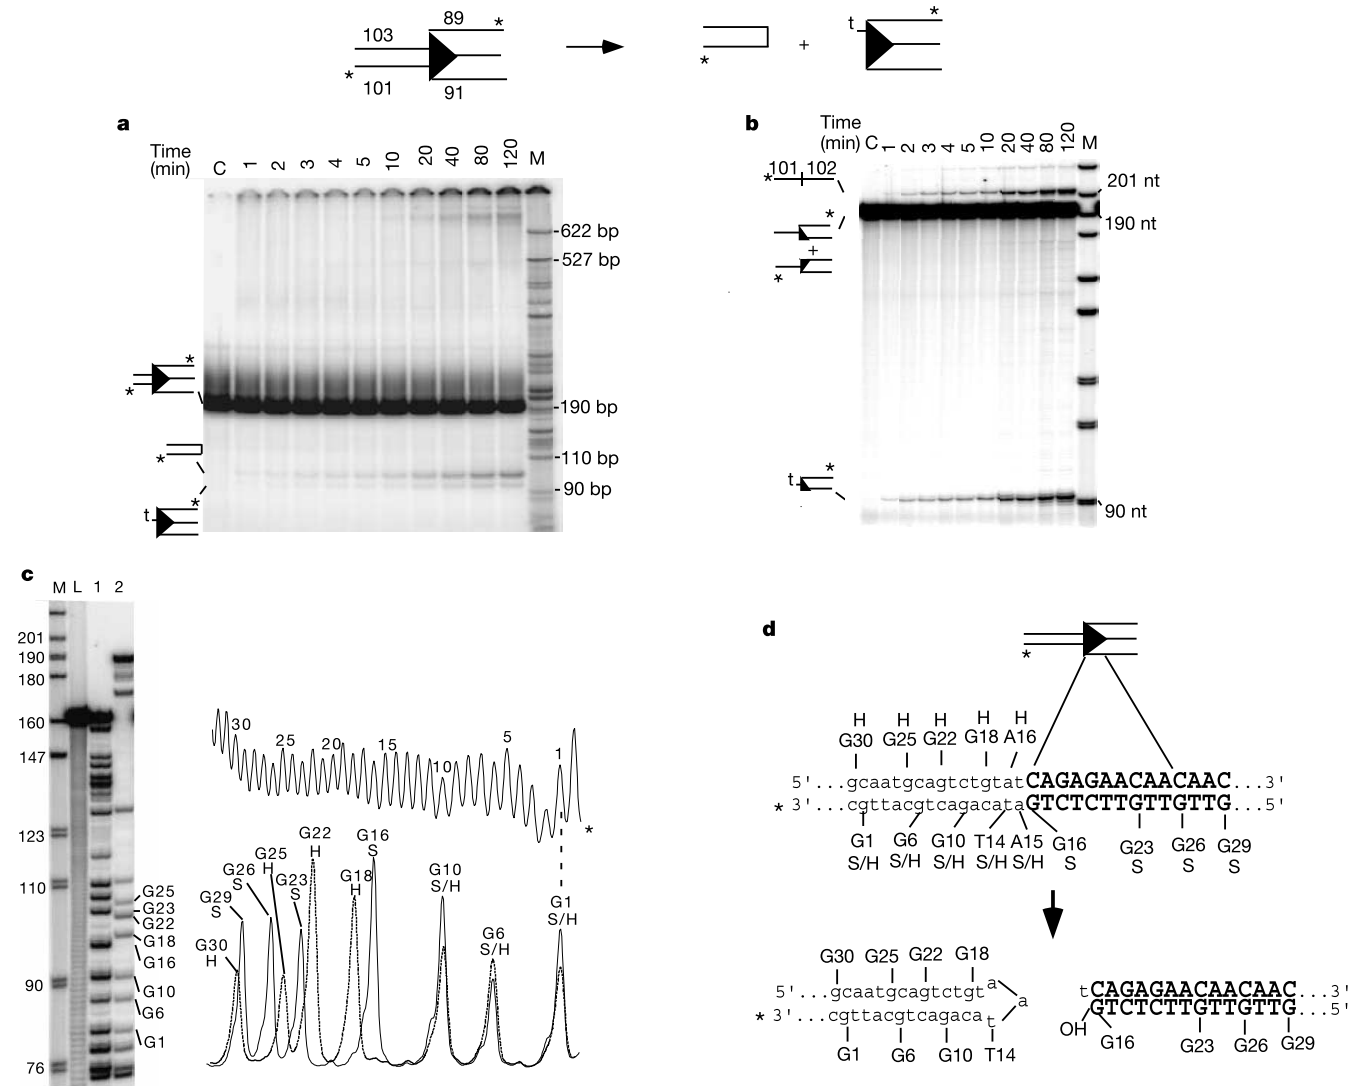 89 *
103
* 101
91
*
+
t *
a
Time (min) C 1 2 3 4 5 10 20 40 80 120 M
622 bp
527 bp
*
*
190 bp
*
110 bp
*
t
90 bp
b
Time (min) C 1 2 3 4 5 10 20 40 80 120 M
* 101 102
201 nt
*
190 nt
+
*
*
t
90 nt
c
M L 1 2
201
190
180
160
147
123
110
90
76
G25
G23
G22
G18
G16
G10
G6
G1
30 25 20 15 10 5 1
*
G30 H
G29 S
G26 S
G25 H
G23 S
G22 H
G18 H
G16 S
G10 S/H
G6 S/H
G1 S/H
d
*
H H H H H
G30 G25 G22 G18 A16
5'...gcaatgcagtctgtatCAGAGAACAACAAC...3'
* 3'...cgttacgtcagacataGTCTCTTGTTGTTG...5'
G1 G6 G10 T14 A15 G16 G23 G26 G29
S/H S/H S/H S/H S/H S S S S
G30 G25 G22 G18
5'...gcaatgcagtctgta
a
* 3'...cgttacgtcagacat
G1 G6 G10 T14
tCAGAGAACAACAAC...3'
GTCTCTTGTTGTTG...5'
OH
G16 G23 G26 G29